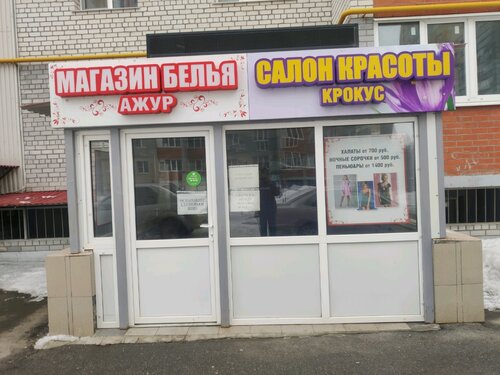 МАГАЗИН БЕЛЬЯ
АЖУР
САЛОН КРАСОТЫ
КРОКУС
ХАЛАТЫ от 700 руб.
НОЧНЫЕ СОРОЧКИ от 500 руб.
ПЕНЬЮАРЫ от 1400 руб.